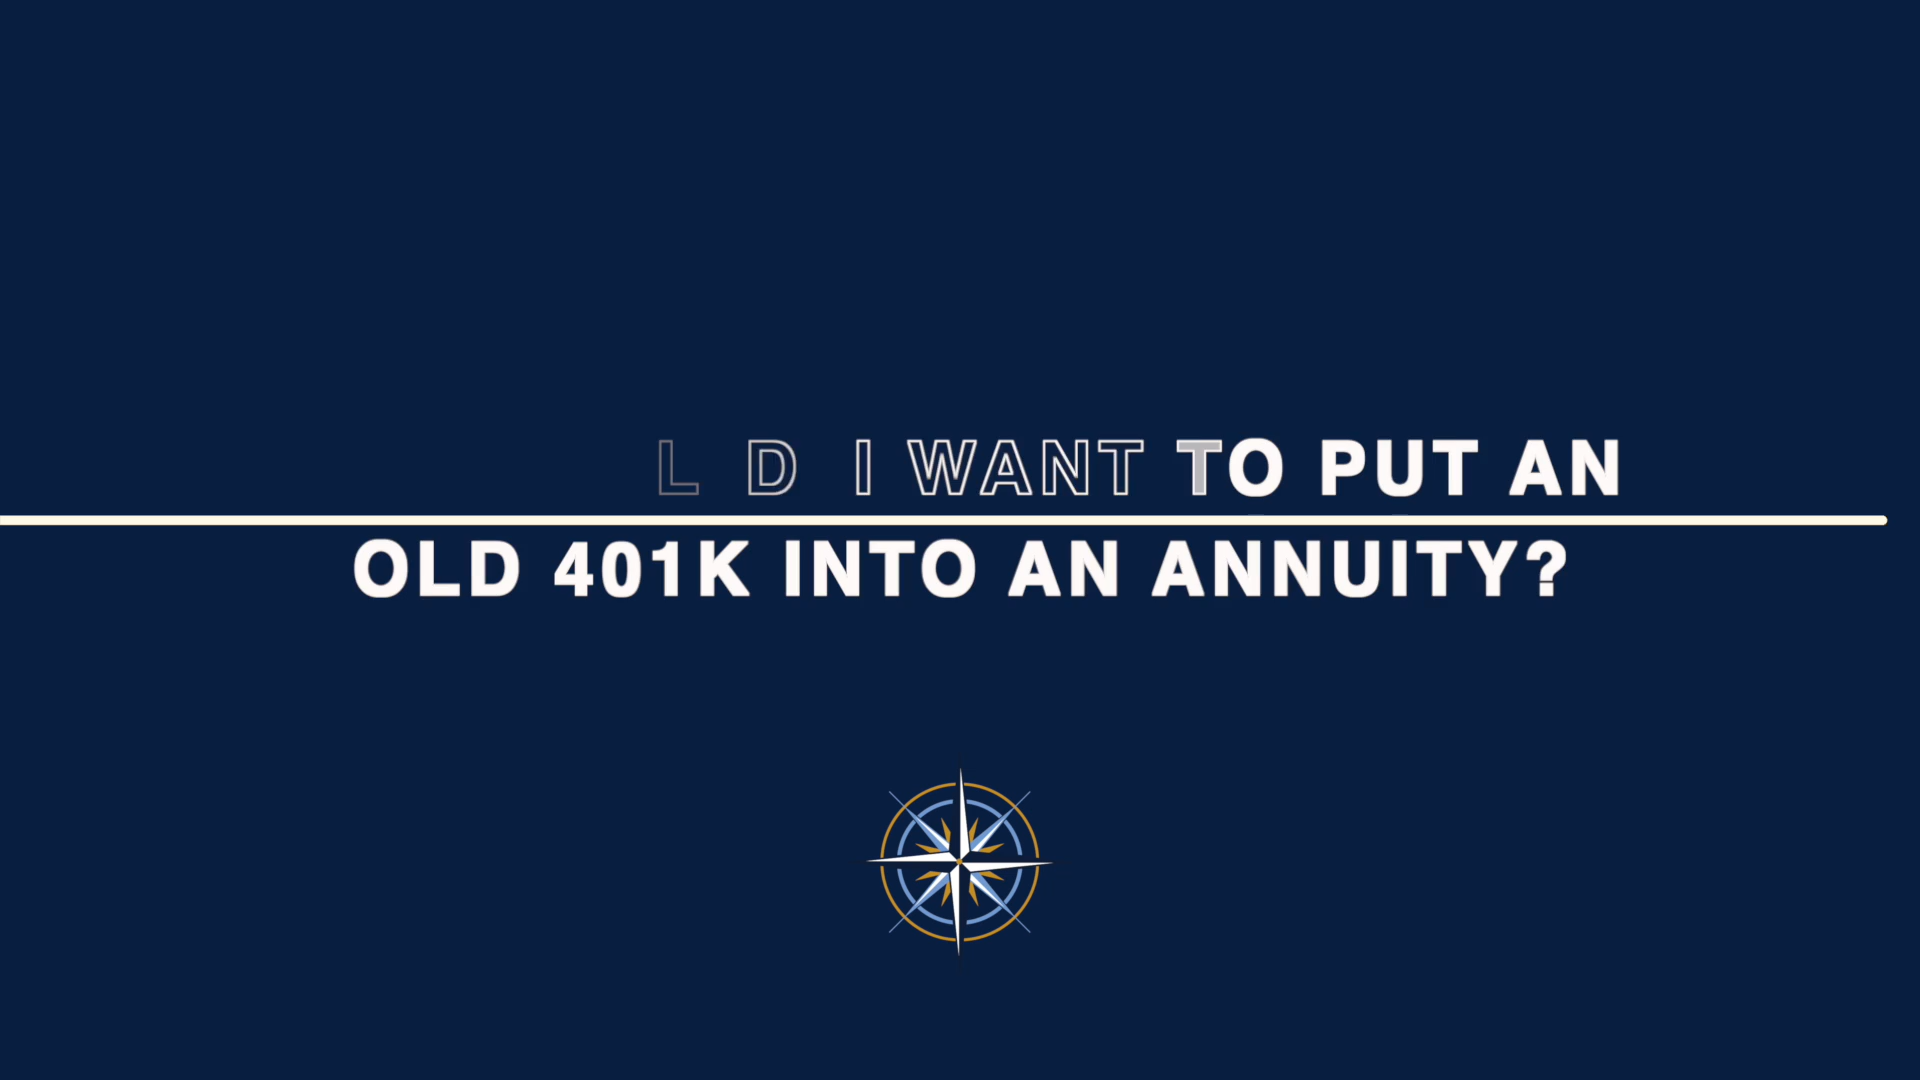 L D I WANT TO PUT AN
OLD 401K INTO AN ANNUITY?